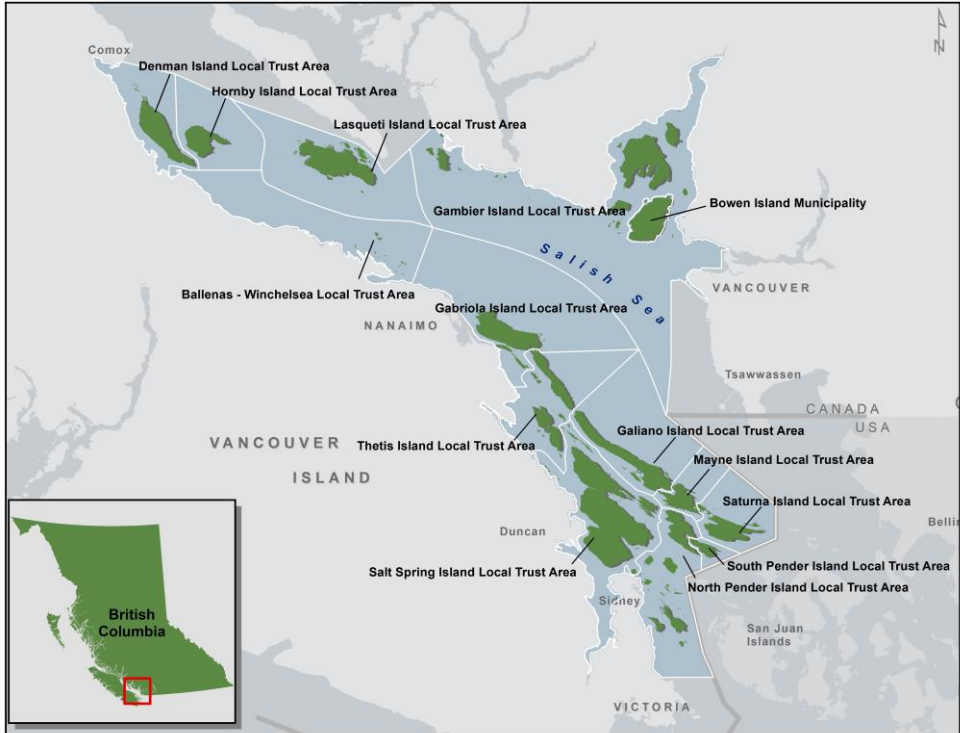 N
Comox
Denman Island Local Trust Area
Hornby Island Local Trust Area
Lasqueti Island Local Trust Area
Gambier Island Local Trust Area
Bowen Island Municipality
Salish Sea
Ballenas - Winchelsea Local Trust Area
VANCOUVER
Gabriola Island Local Trust Area
NANAIMO
Tsawwassen
CANADA
USA
Galiano Island Local Trust Area
Thetis Island Local Trust Area
VANCOUVER
ISLAND
Mayne Island Local Trust Area
Saturna Island Local Trust Area
Duncan
Bellin
South Pender Island Local Trust Area
Salt Spring Island Local Trust Area
North Pender Island Local Trust Area
Sidney
San Juan
Islands
VICTORIA
British
Columbia